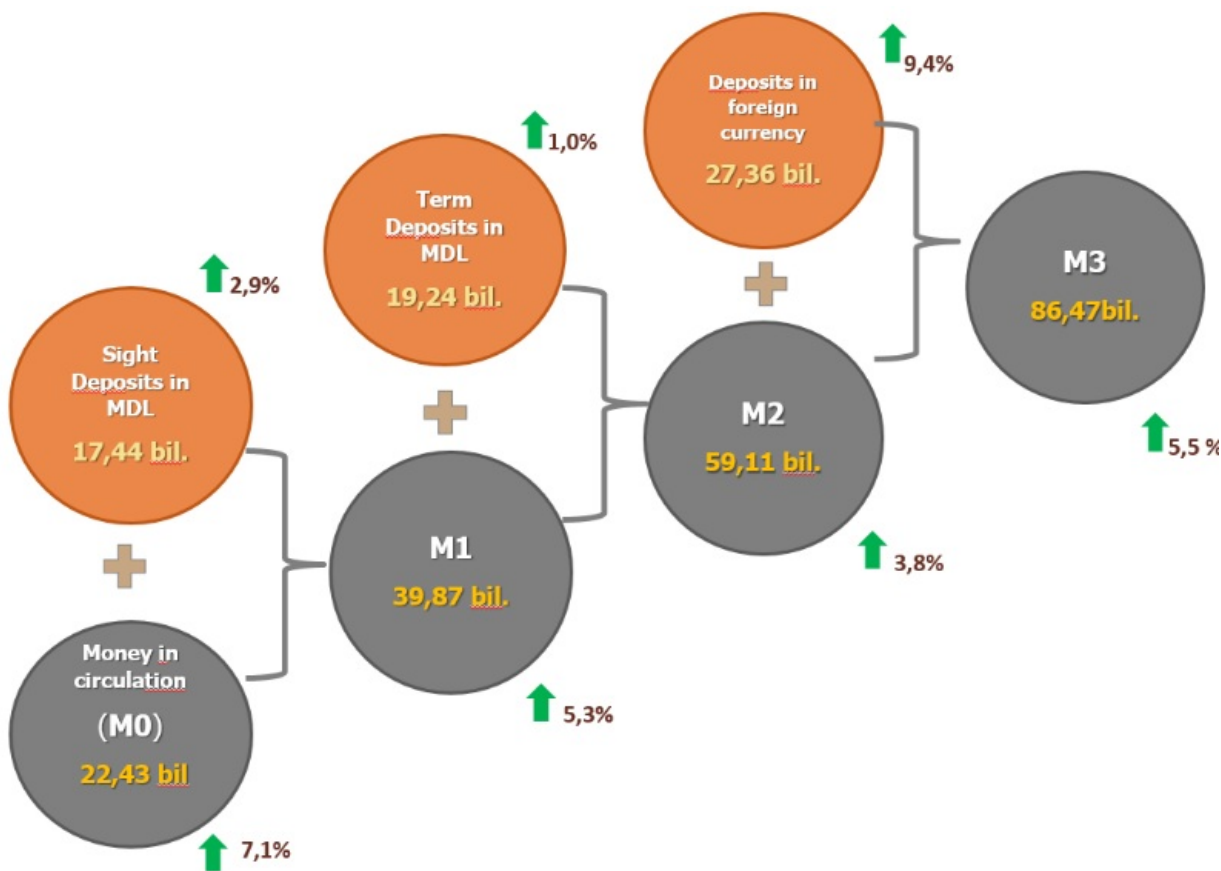 9,4%
Deposits in
foreign
currency
27,36 bil.
1,0%
Term
Deposits in
MDL
19,24 bil.
M3
86,47bil.
2,9%
Sight
Deposits in
MDL
17,44 bil.
M2
59,11 bil.
5,5 %
M1
39,87 bil.
3,8%
Money in
circulation
(M0)
22,43 bil
5,3%
7,1%